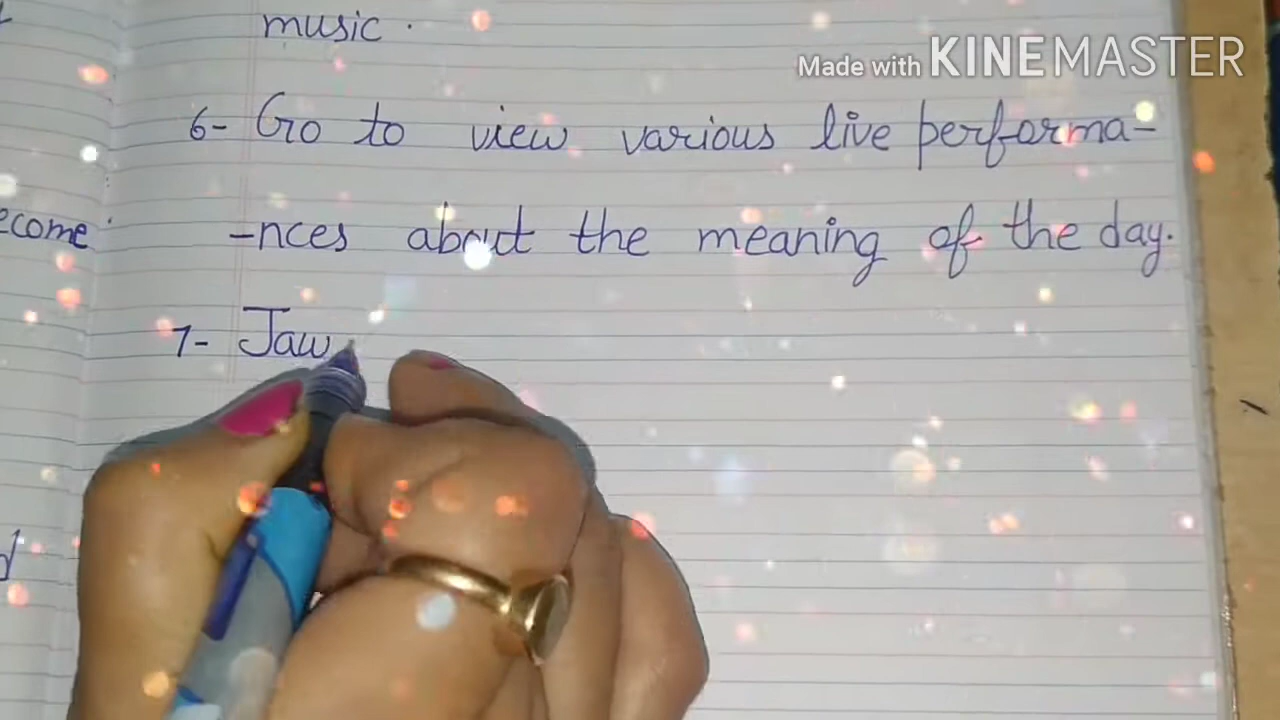 music.
Made with KINEMASTER
6- Go to view various live performa-
ecome -nces about the meaning of the day.
7- Jaw